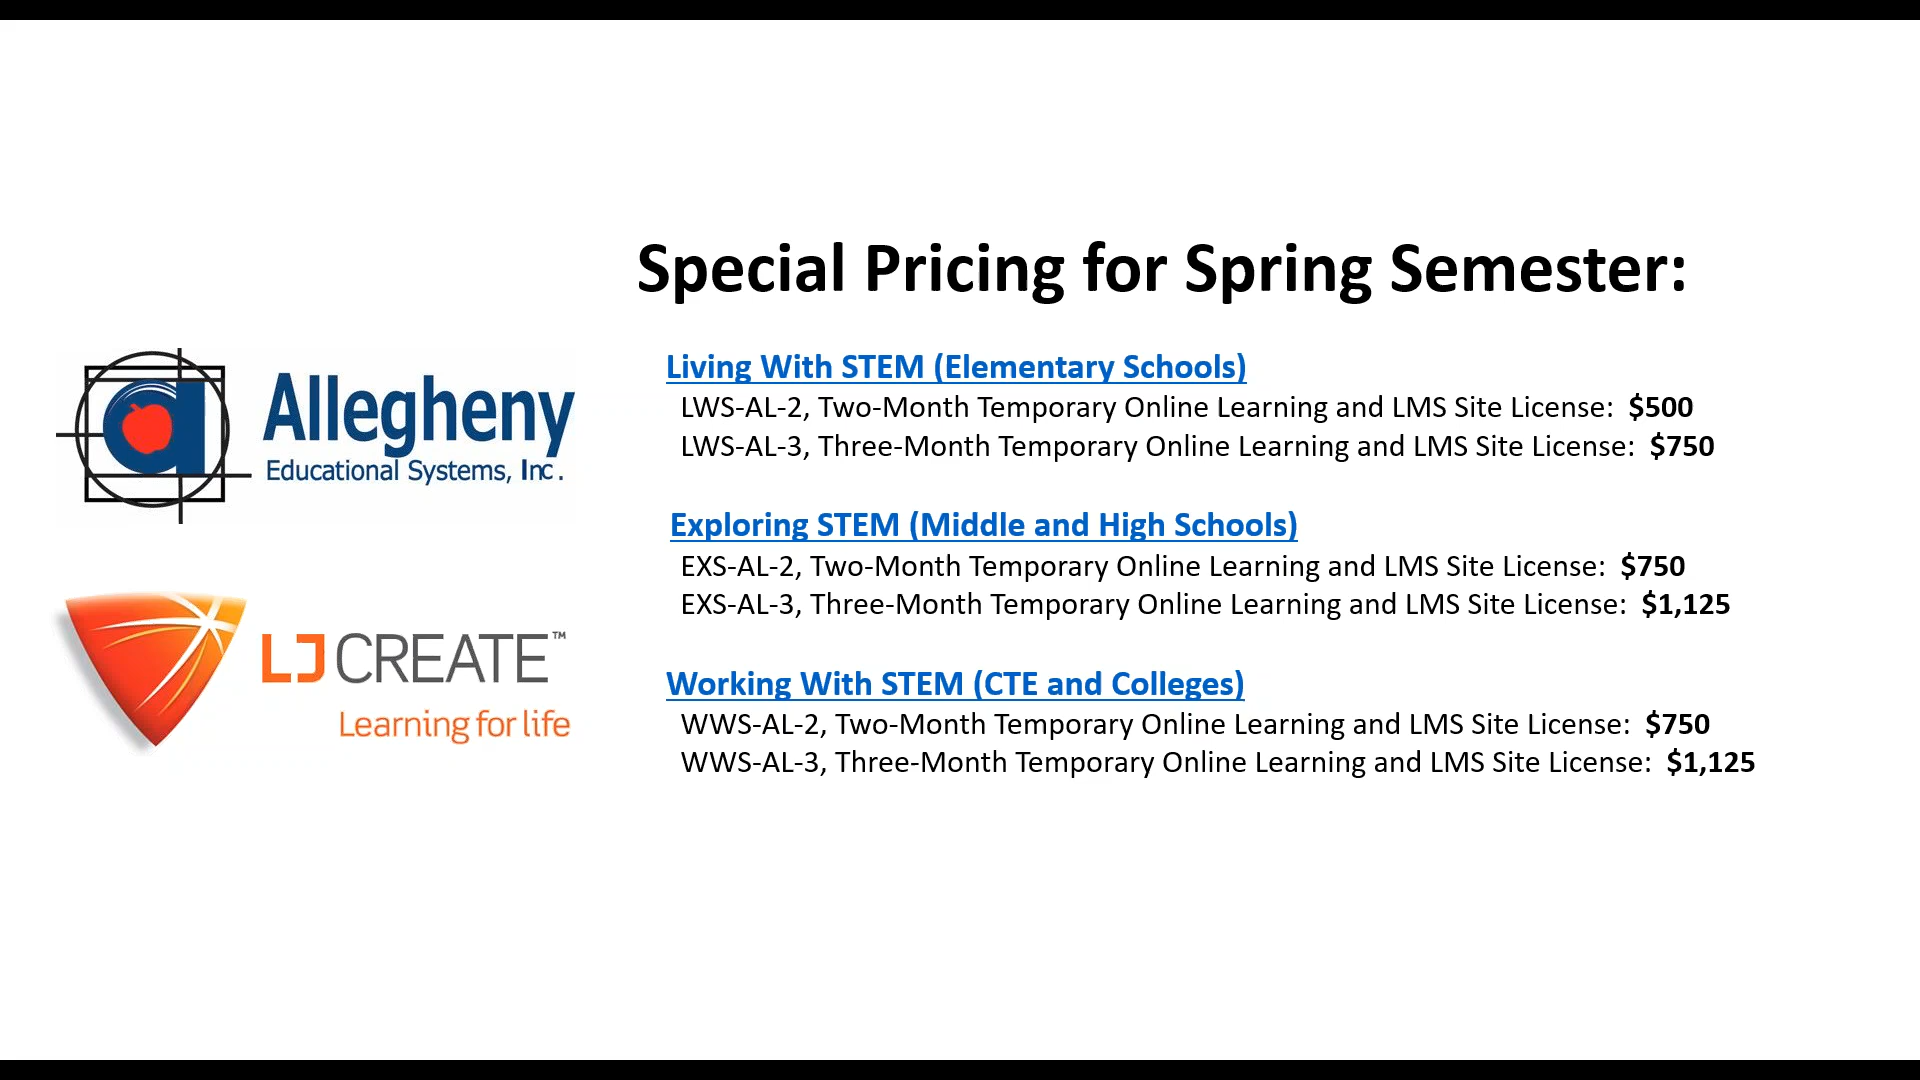 Special Pricing for Spring Semester:
Allegheny
Educational Systems, Inc.
LJ CREATE™
Learning for life
Living With STEM (Elementary Schools)
LWS-AL-2, Two-Month Temporary Online Learning and LMS Site License: $500
LWS-AL-3, Three-Month Temporary Online Learning and LMS Site License: $750
Exploring STEM (Middle and High Schools)
EXS-AL-2, Two-Month Temporary Online Learning and LMS Site License: $750
EXS-AL-3, Three-Month Temporary Online Learning and LMS Site License: $1,125
Working With STEM (CTE and Colleges)
WWS-AL-2, Two-Month Temporary Online Learning and LMS Site License: $750
WWS-AL-3, Three-Month Temporary Online Learning and LMS Site License: $1,125